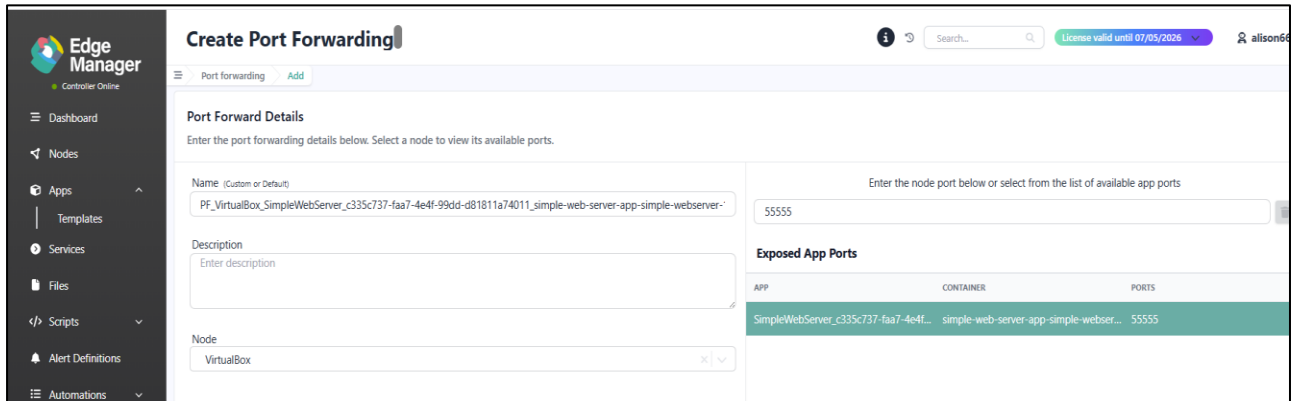 Edge
Manager
Controller Online
Dashboard
Nodes
Apps
Templates
Services
Files
Scripts
Alert Definitions
Automations
Create Port Forwarding
Search...
License valid until 07/05/2026
alison66
Port forwarding
Add
Port Forward Details
Enter the port forwarding details below. Select a node to view its available ports.
Name (Custom or Default)
PF_VirtualBox_SimpleWebServer_c335c737-faa7-4e4f-99dd-d81811a74011_simple-web-server-app-simple-webserver-
Description
Enter description
Node
VirtualBox
Enter the node port below or select from the list of available app ports
55555
Exposed App Ports
APP CONTAINER PORTS
SimpleWebServer_c335c737-faa7-4e4f... simple-web-server-app-simple-webser... 55555